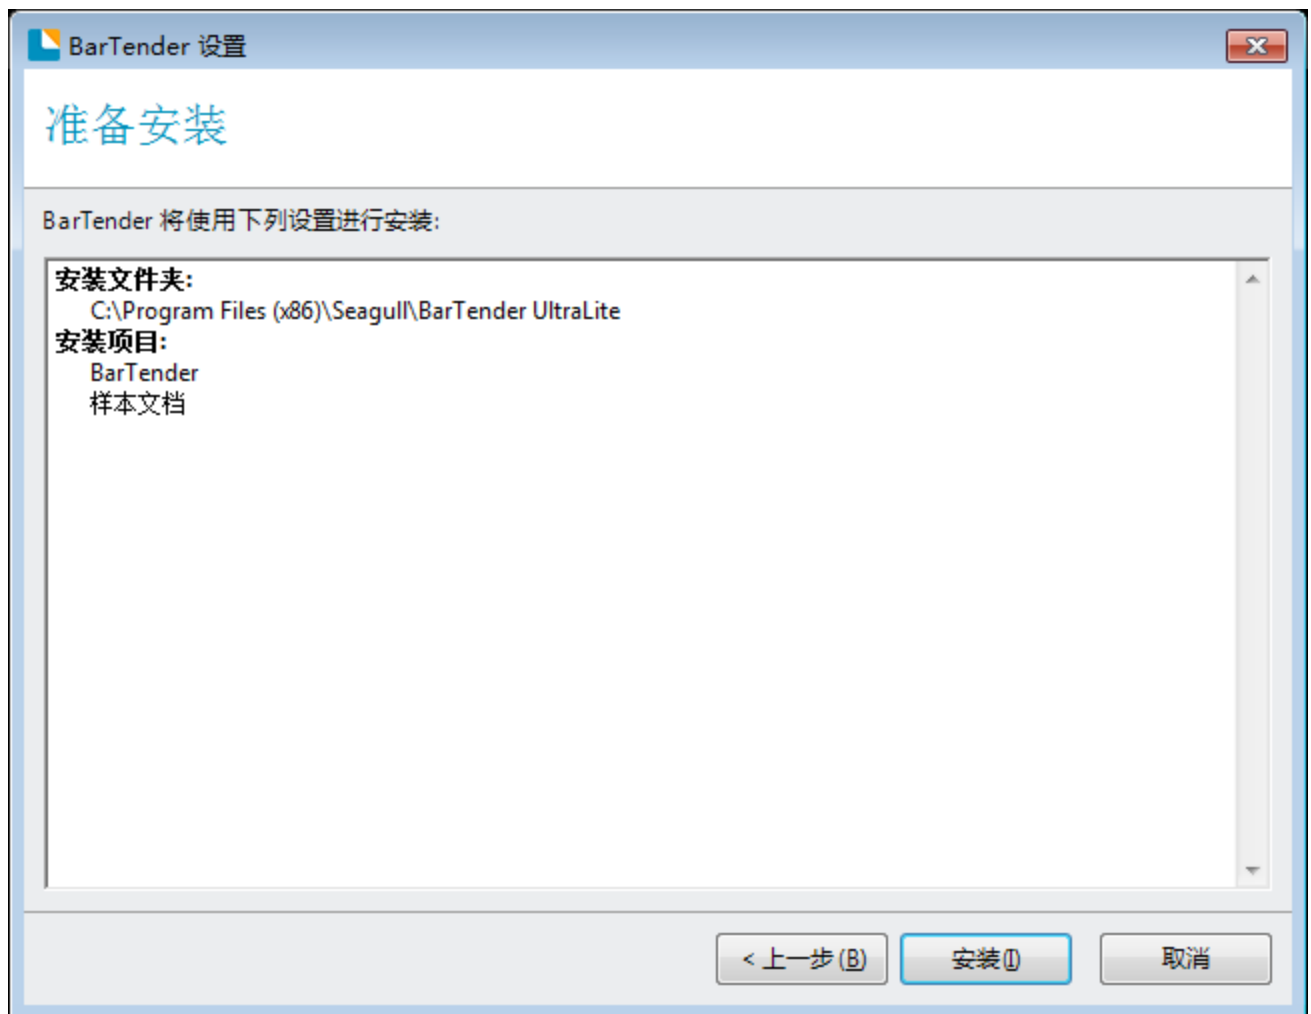 BarTender 设置
准备安装
BarTender 将使用下列设置进行安装:
安装文件夹:
C:\Program Files (x86)\Seagull\BarTender UltraLite
安装项目:
BarTender
样本文档
< 上一步(B) 安装(I) 取消